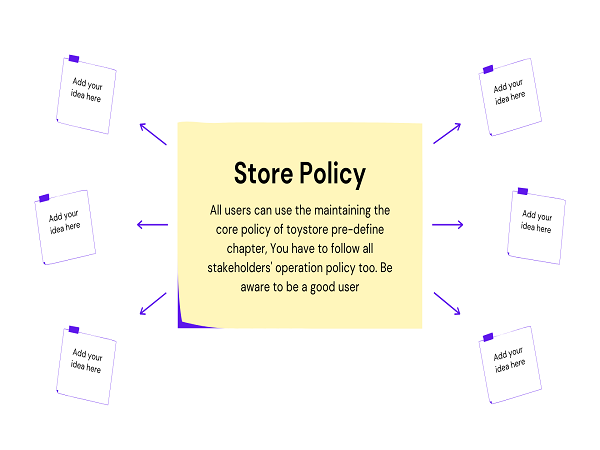 Add your
idea here
Add your
idea here
Store Policy
All users can use the maintaining the
core policy of toystore pre-define
chapter, You have to follow all
stakeholders' operation policy too. Be
aware to be a good user
Add your
idea here
Add your
idea here
Add your
idea here
Add your
idea here